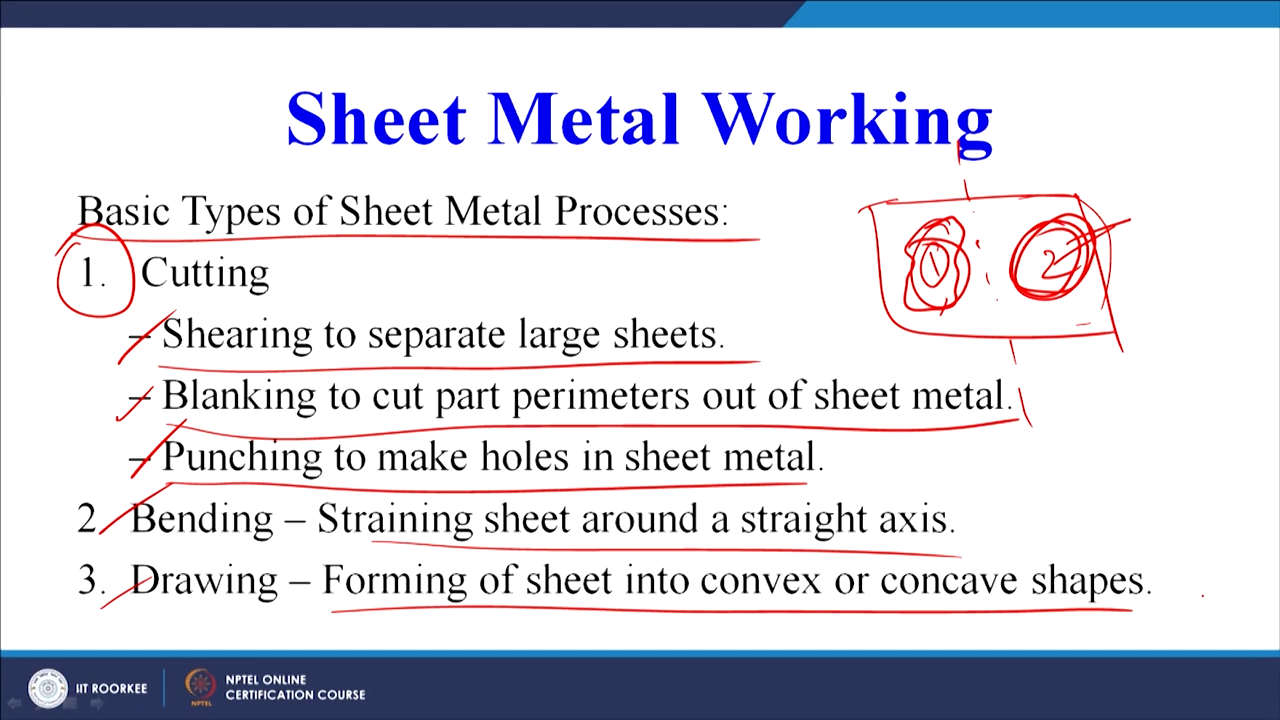 Sheet Metal Working
Basic Types of Sheet Metal Processes:
1. Cutting
– Shearing to separate large sheets.
– Blanking to cut part perimeters out of sheet metal.
– Punching to make holes in sheet metal.
2. Bending – Straining sheet around a straight axis.
3. Drawing – Forming of sheet into convex or concave shapes.
1 2
IIT ROORKEE
NPTEL
NPTEL ONLINE
CERTIFICATION COURSE